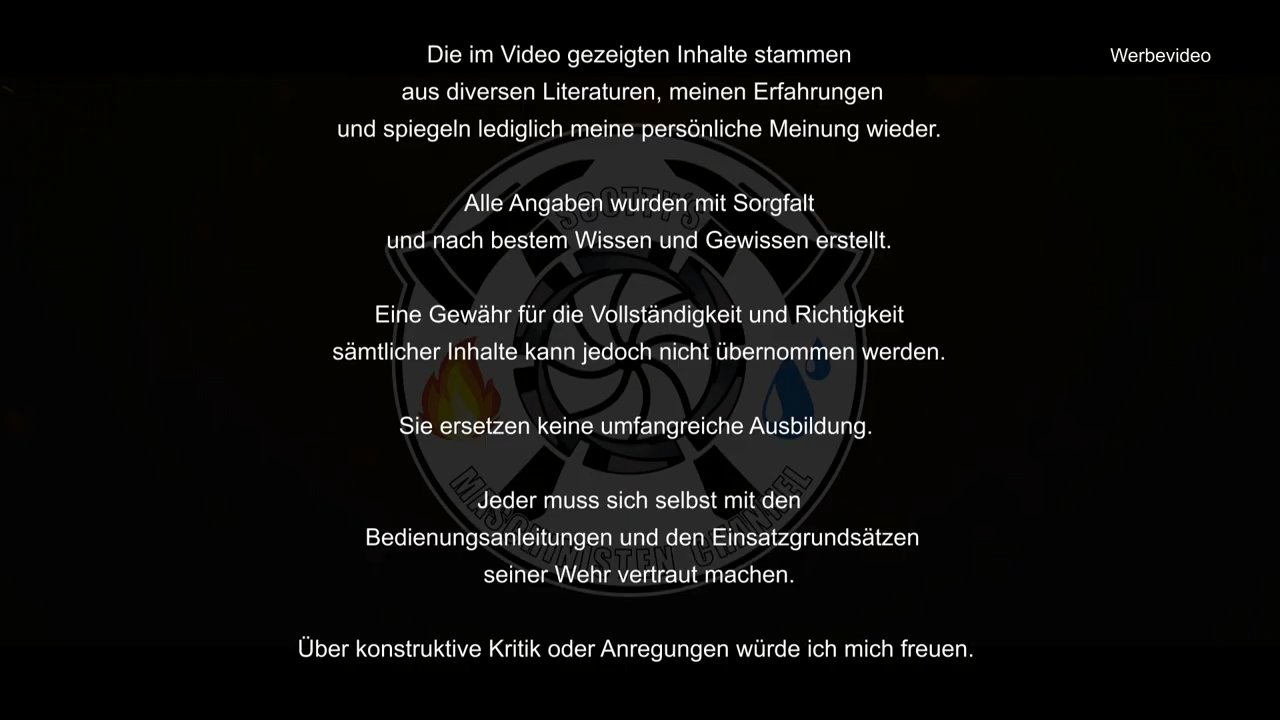 Die im Video gezeigten Inhalte stammen
Werbevideo
aus diversen Literaturen, meinen Erfahrungen
und spiegeln lediglich meine persönliche Meinung wieder.
SCOTTY'S
Alle Angaben wurden mit Sorgfalt
und nach bestem Wissen und Gewissen erstellt.
Eine Gewähr für die Vollständigkeit und Richtigkeit
sämtlicher Inhalte kann jedoch nicht übernommen werden.
Sie ersetzen keine umfangreiche Ausbildung.
Jeder muss sich selbst mit den
Bedienungsanleitungen und den Einsatzgrundsätzen
seiner Wehr vertraut machen.
MASCHINISTEN CHANNEL
Über konstruktive Kritik oder Anregungen würde ich mich freuen.